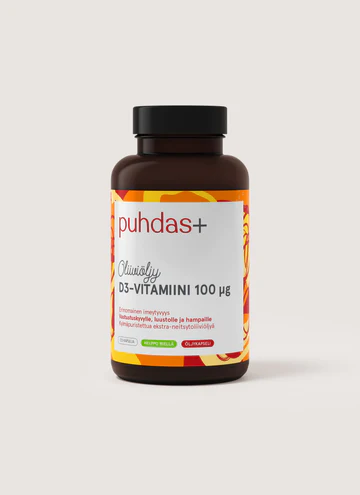 puhdas+
Oliiviöljy
D3-VITAMIINI 100 µg
Erinomainen imeytyvyys
Vastustuskyvylle, luustolle ja hampaille
Kylmäpuristettua ekstra-neitsytoliiviöljyä
HELPPO NIELLÄ
ÖLJYKAPSELI